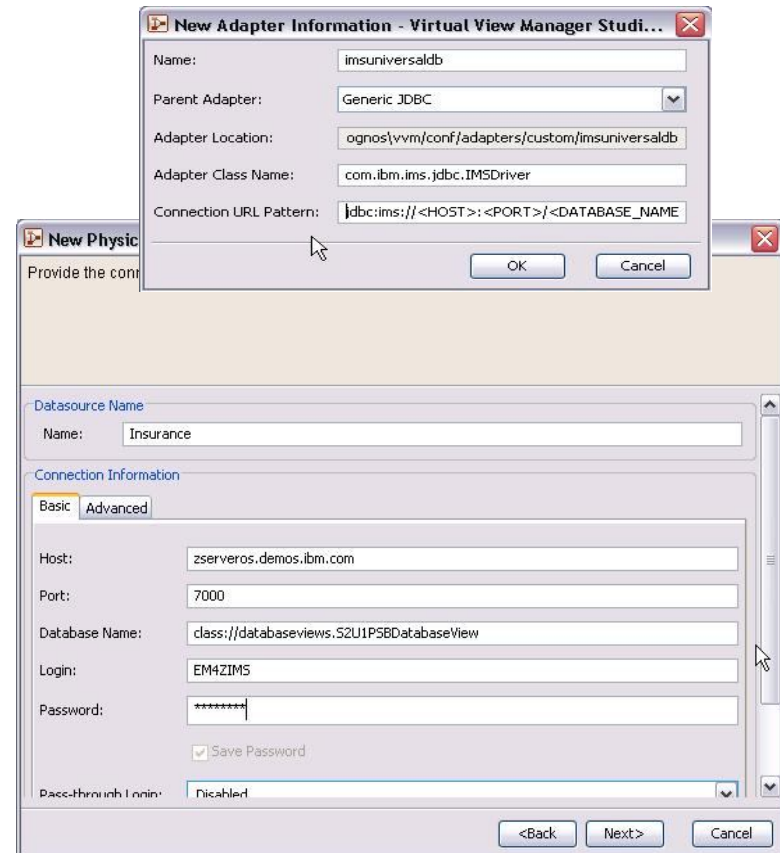 New Adapter Information - Virtual View Manager Studi...
Name: imsuniversaldb
Parent Adapter: Generic JDBC
Adapter Location: ognos\vvm/conf/adapters/custom/imsuniversaldb
Adapter Class Name: com.ibm.ims.jdbc.IMSDriver
Connection URL Pattern: jdbc:ims://<HOST>:<PORT>/<DATABASE_NAME
OK Cancel
New Physic
Provide the conn
Datasource Name
Name: Insurance
Connection Information
Basic Advanced
Host: zserveros.demos.ibm.com
Port: 7000
Database Name: class://databaseviews.S2U1PSBDatabaseView
Login: EM4ZIMS
Password: ********
Save Password
Pass-through Login: Disabled
<Back Next> Cancel